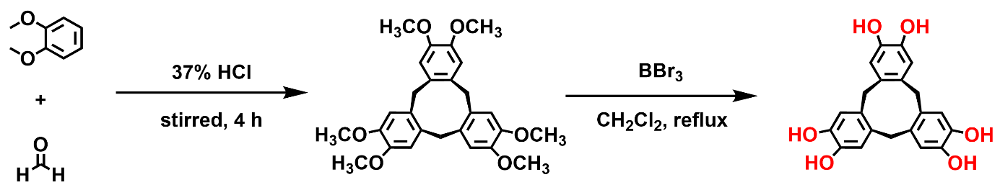 O
O
+
O
H H
37% HCl
stirred, 4 h
H₃CO OCH₃
H₃CO OCH₃
H₃CO OCH₃
BBr₃
CH₂Cl₂, reflux
HO OH
HO OH
HO OH